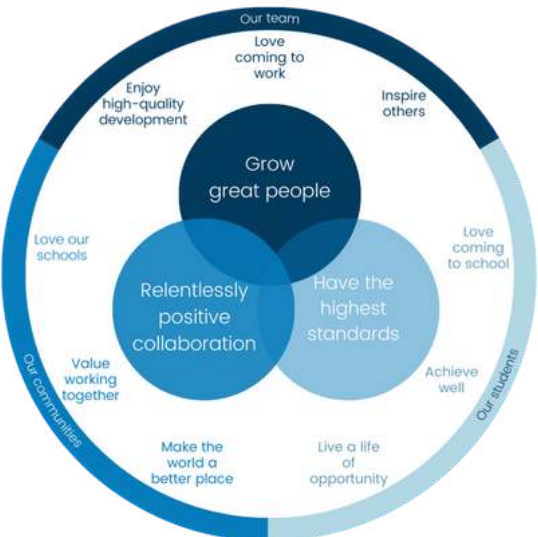 Our team
Love
coming to
work
Enjoy
high-quality
development
Inspire
others
Grow
great people
Love our
schools
Love
coming
to school
Relentlessly
positive
collaboration
Have the
highest
standards
Value
working
together
Achieve
well
Our communities
Our students
Make the
world a
better place
Live a life
of
opportunity